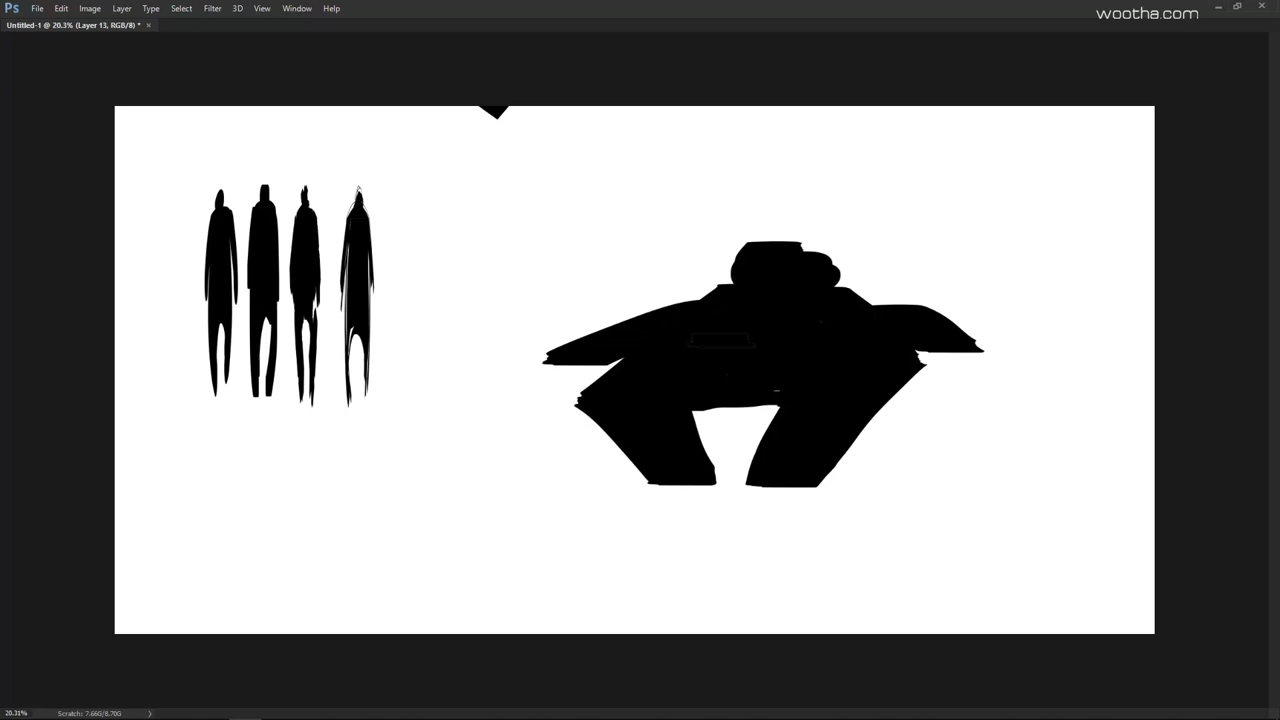 Ps File Edit Image Layer Type Select Filter 3D View Window Help
wootha.com
Untitled-1 @ 20.3% (Layer 13, RGB/8) *
20.31% Scratch: 7.66G/8.70G